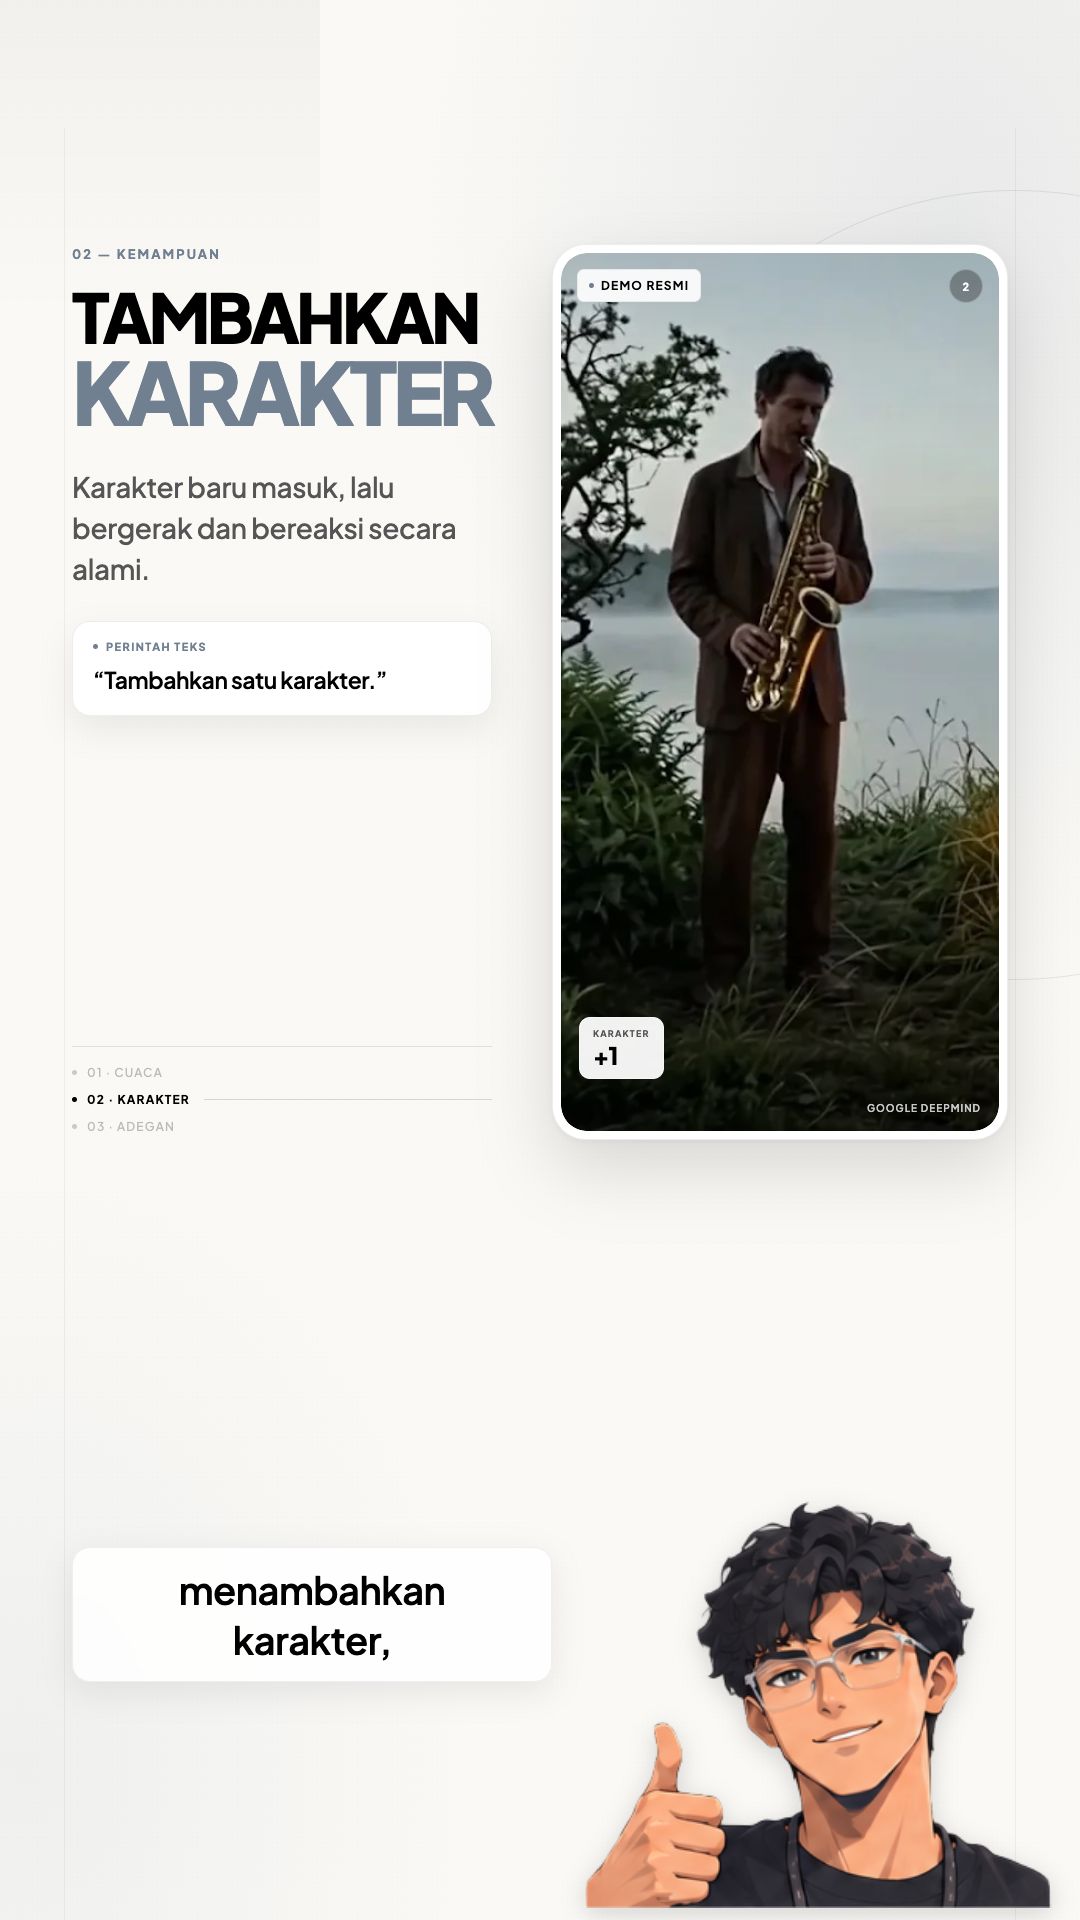 02 — KEMAMPUAN
TAMBAHKAN
KARAKTER
Karakter baru masuk, lalu
bergerak dan bereaksi secara
alami.
• PERINTAH TEKS
“Tambahkan satu karakter.”
• 01 · CUACA
• 02 · KARAKTER
• 03 · ADEGAN
• DEMO RESMI
2
KARAKTER
+1
GOOGLE DEEPMIND
menambahkan
karakter,